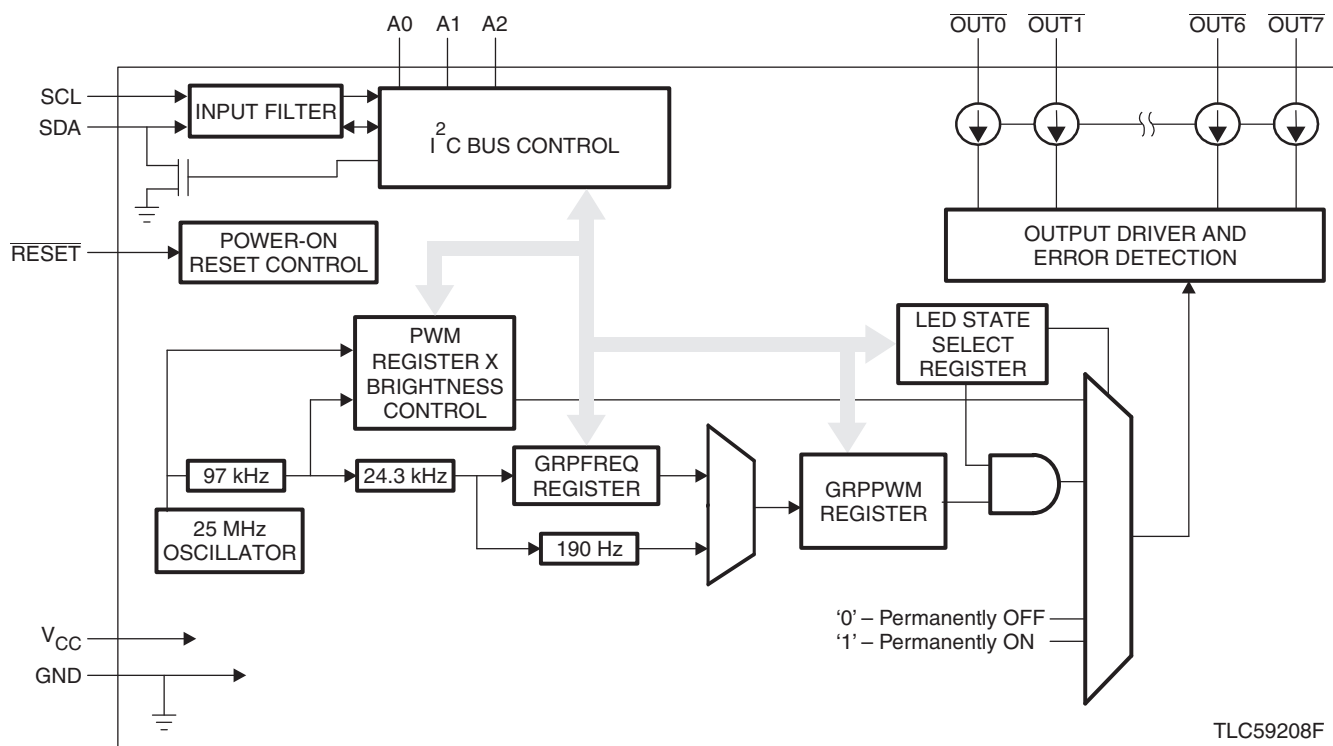 A0 A1 A2
OUT0 OUT1 OUT6 OUT7
SCL
SDA
INPUT FILTER
I2C BUS CONTROL
RESET
POWER-ON
RESET CONTROL
OUTPUT DRIVER AND
ERROR DETECTION
PWM
REGISTER X
BRIGHTNESS
CONTROL
LED STATE
SELECT
REGISTER
97 kHz
24.3 kHz
GRPFREQ
REGISTER
GRPPWM
REGISTER
25 MHz
OSCILLATOR
190 Hz
'0' – Permanently OFF
'1' – Permanently ON
VCC
GND
TLC59208F